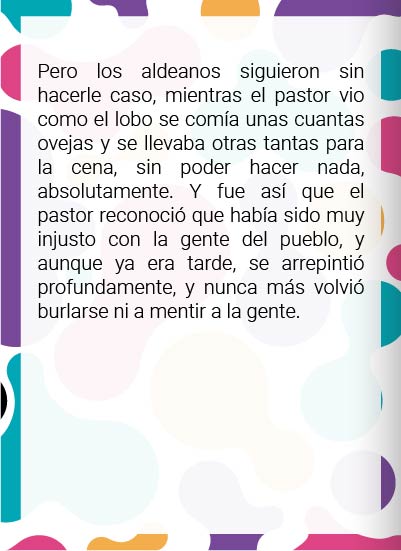 Pero los aldeanos siguieron sin
hacerle caso, mientras el pastor vio
como el lobo se comía unas cuantas
ovejas y se llevaba otras tantas para
la cena, sin poder hacer nada,
absolutamente. Y fue así que el
pastor reconoció que había sido muy
injusto con la gente del pueblo, y
aunque ya era tarde, se arrepintió
profundamente, y nunca más volvió
burlarse ni a mentir a la gente.